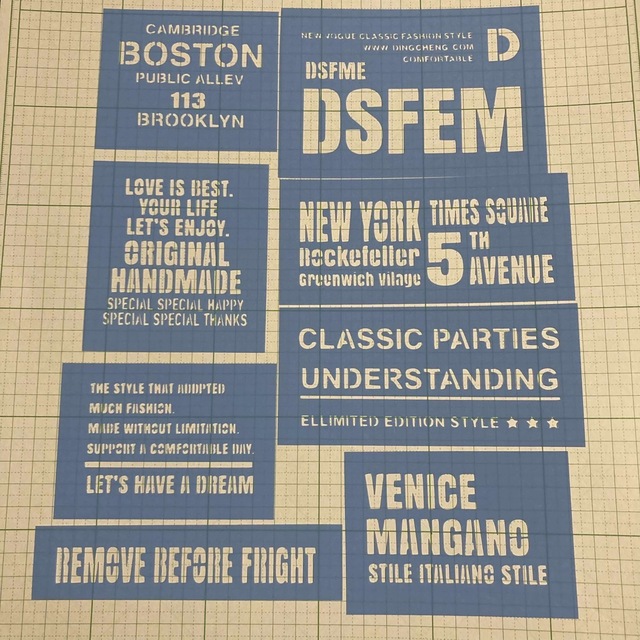 CAMBRIDGE
BOSTON
PUBLIC ALLEV
113
BROOKLYN
NEW VOGUE CLASSIC FASHION STYLE
WWW DINGCHENG COM
COMFORTABLE
D
DSFME
DSFEM
LOVE IS BEST.
YOUR LIFE
LET'S ENJOY.
ORIGINAL
HANDMADE
SPECIAL SPECIAL HAPPY
SPECIAL SPECIAL THANKS
NEW YORK
Rockefeller
Greenwich Vilage
TIMES SQUARE
5TH
AVENUE
CLASSIC PARTIES
UNDERSTANDING
ELLIMITED EDITION STYLE ★ ★ ★
THE STYLE THAT ADOPTED
MUCH FASHION.
MADE WITHOUT LIMITATION.
SUPPORT A COMFORTABLE DAY.
LET'S HAVE A DREAM
VENICE
MANGANO
STILE ITALIANO STILE
REMOVE BEFORE FRIGHT